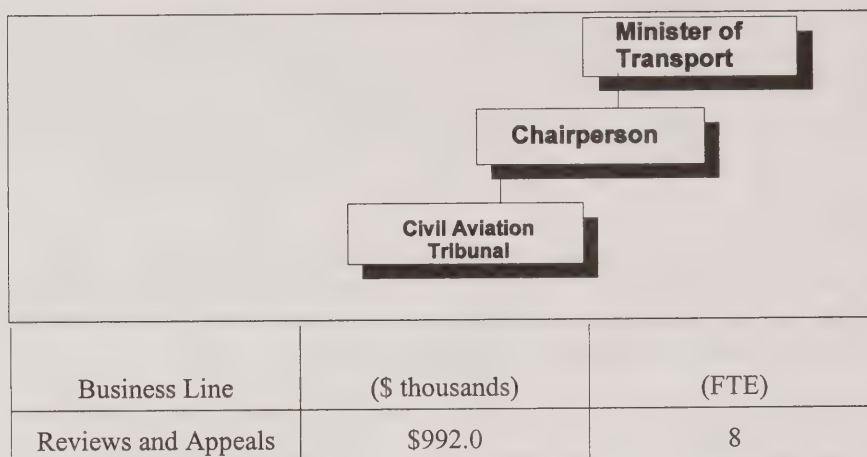 Minister of
Transport
Chairperson
Civil Aviation
Tribunal
Business Line ($ thousands) (FTE)
Reviews and Appeals $992.0 8